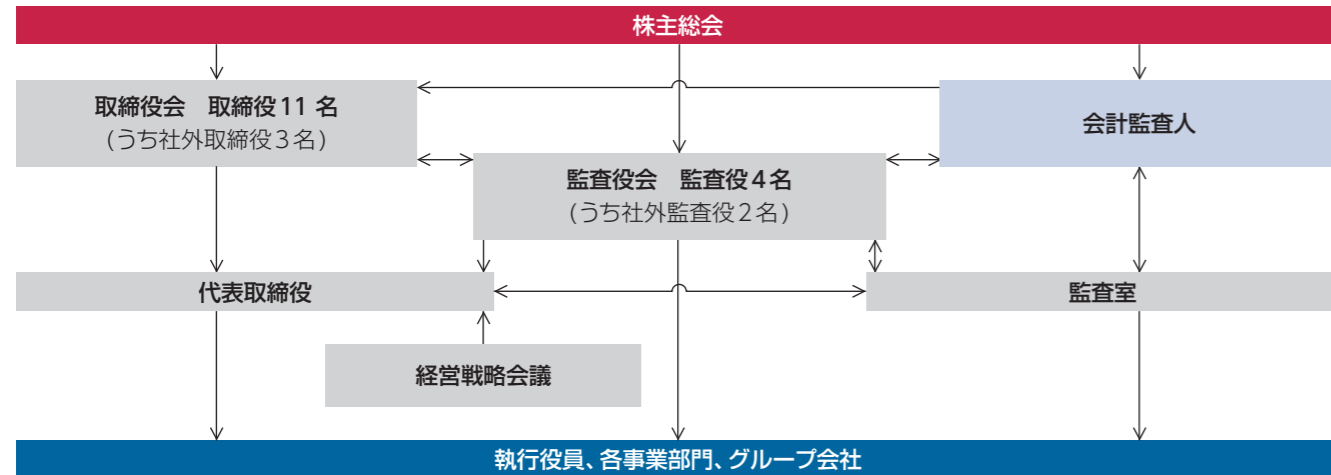 株主総会
取締役会　取締役11 名
(うち社外取締役３名)
会計監査人
監査役会　監査役４名
(うち社外監査役２名)
代表取締役
監査室
経営戦略会議
執行役員、各事業部門、グループ会社